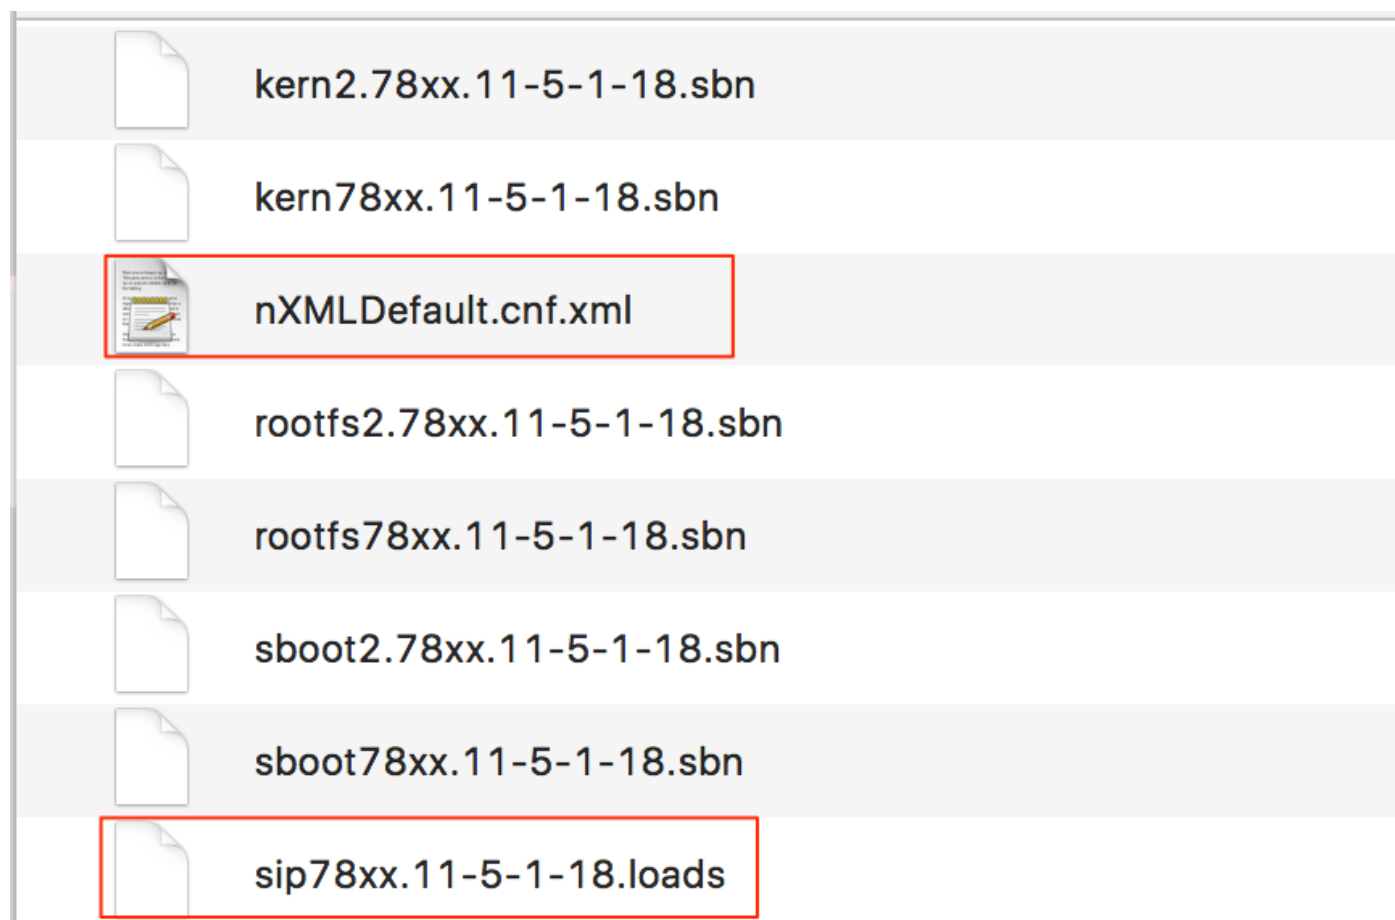 kern2.78xx.11-5-1-18.sbn
kern78xx.11-5-1-18.sbn
nXMLDefault.cnf.xml
rootfs2.78xx.11-5-1-18.sbn
rootfs78xx.11-5-1-18.sbn
sboot2.78xx.11-5-1-18.sbn
sboot78xx.11-5-1-18.sbn
sip78xx.11-5-1-18.loads